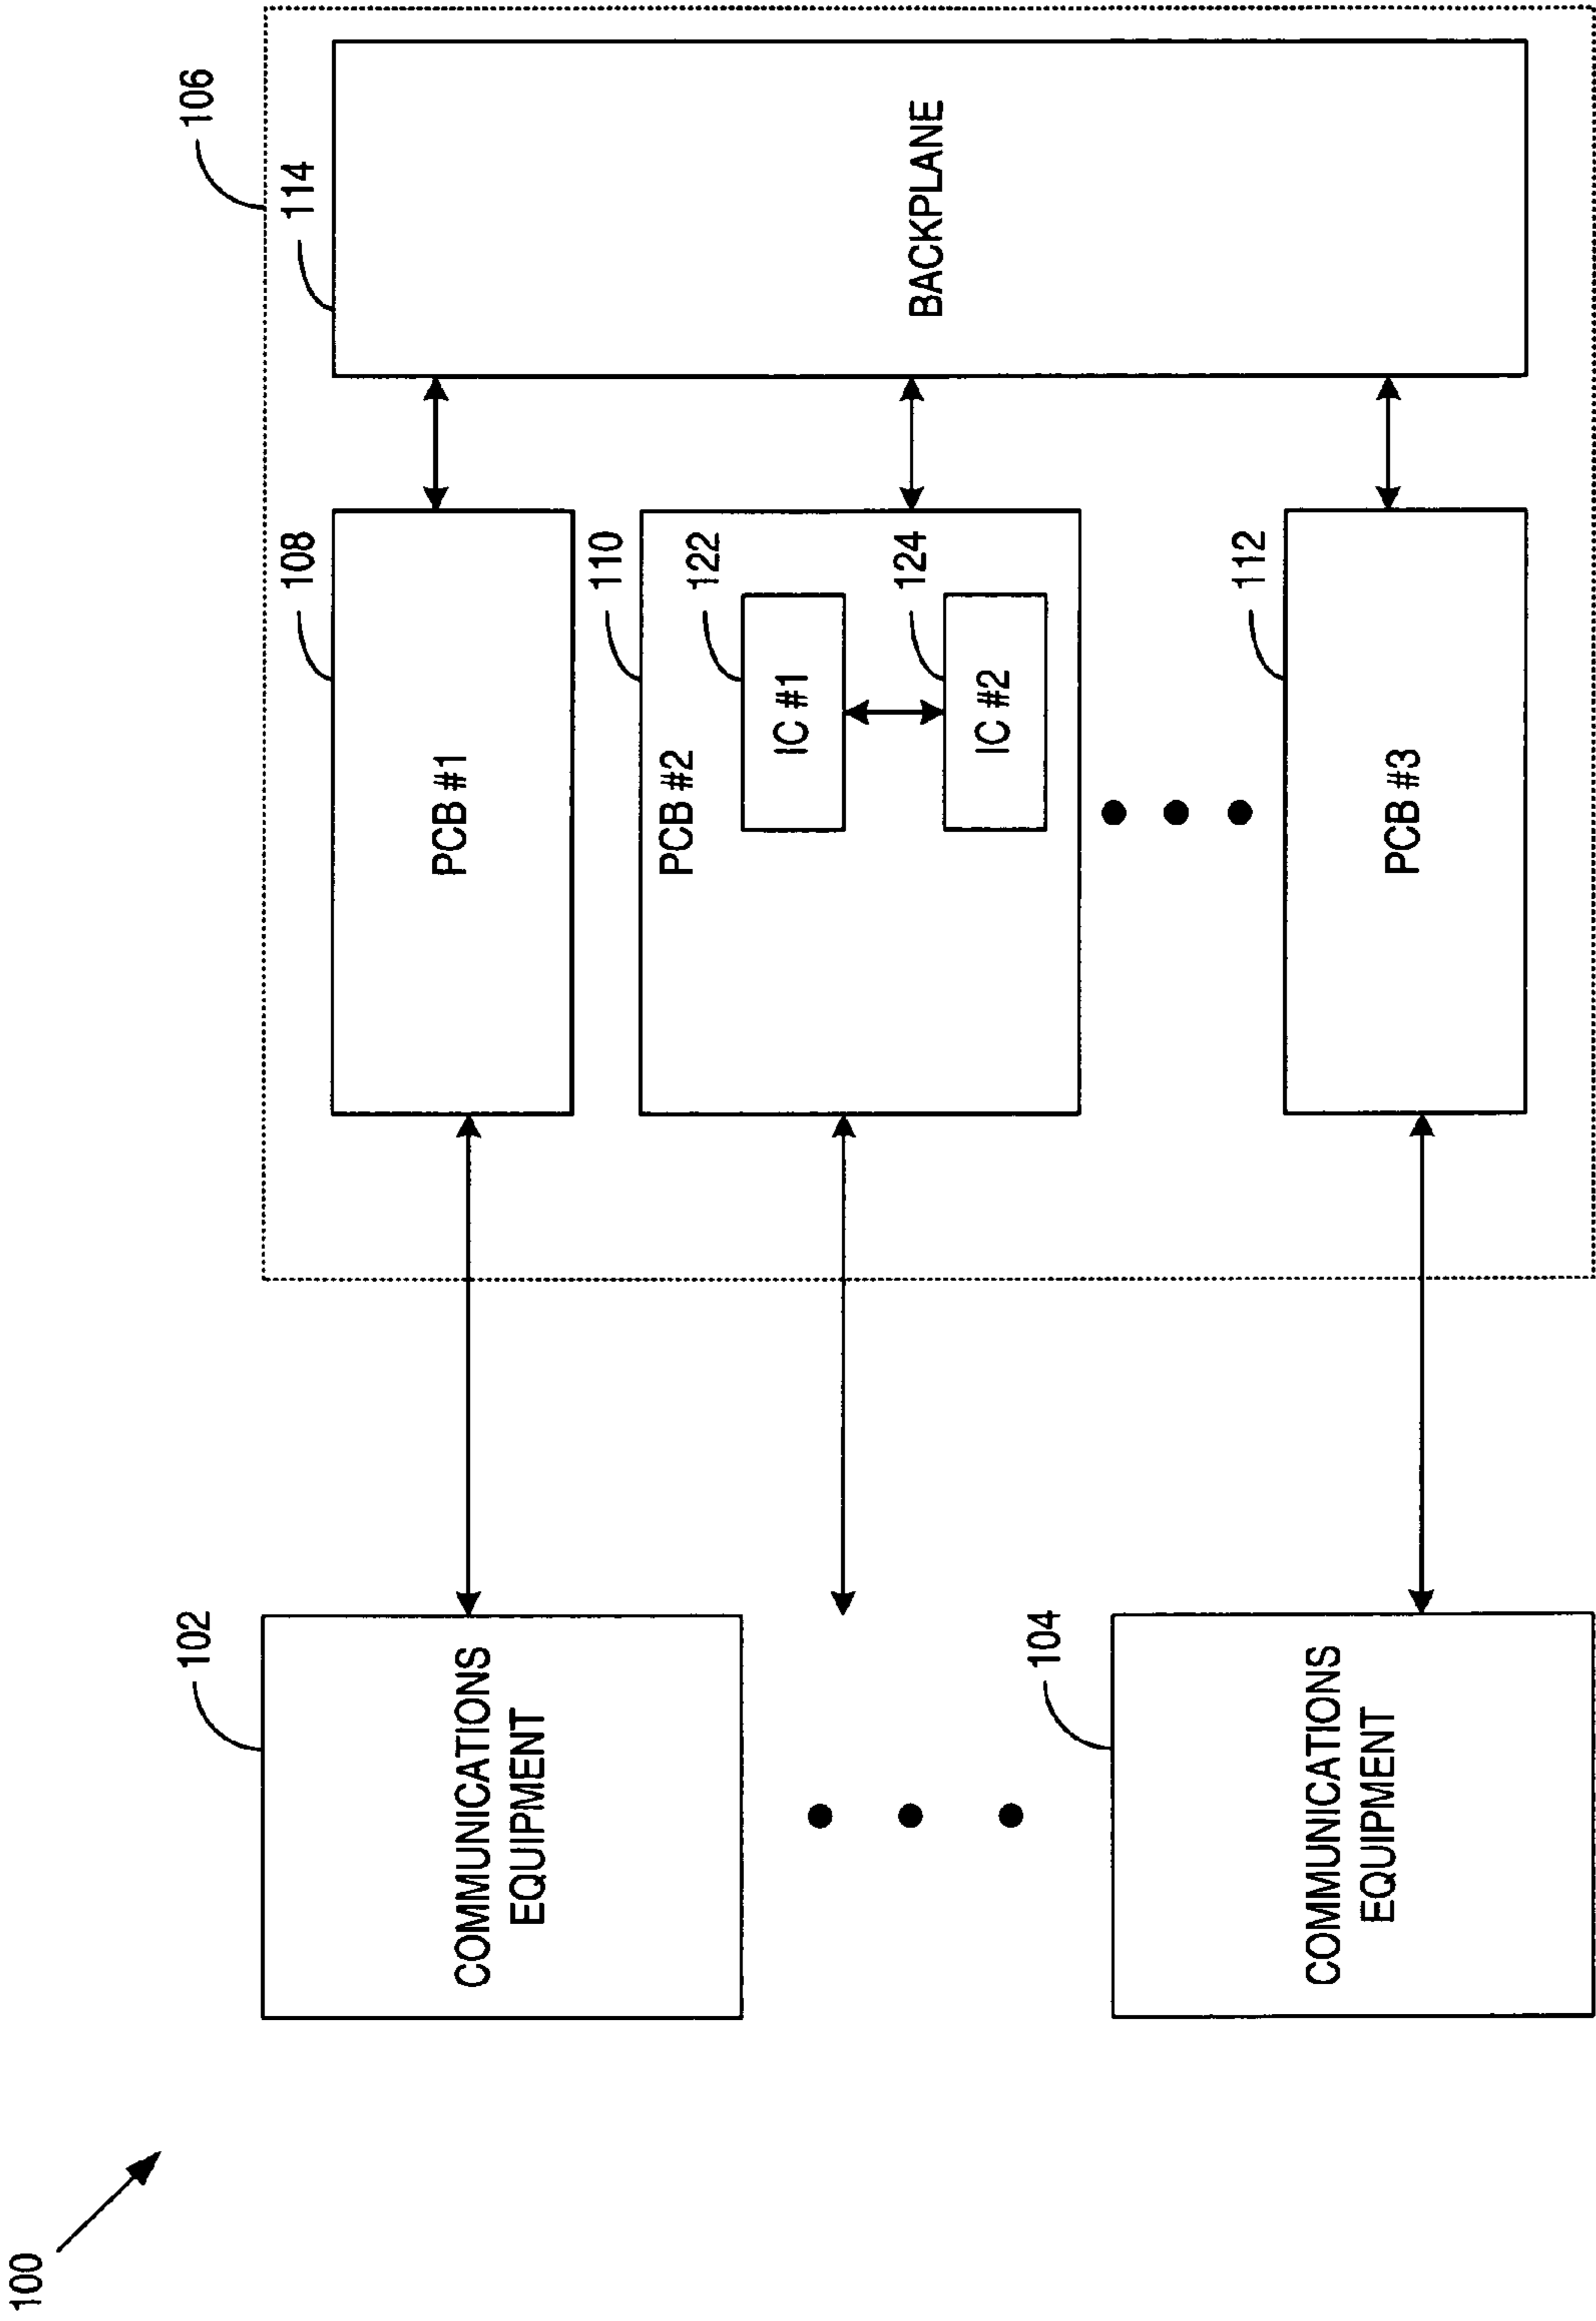 100
102
COMMUNICATIONS
EQUIPMENT
104
COMMUNICATIONS
EQUIPMENT
106
108
PCB #1
110
PCB #2
122
IC #1
124
IC #2
112
PCB #3
114
BACKPLANE